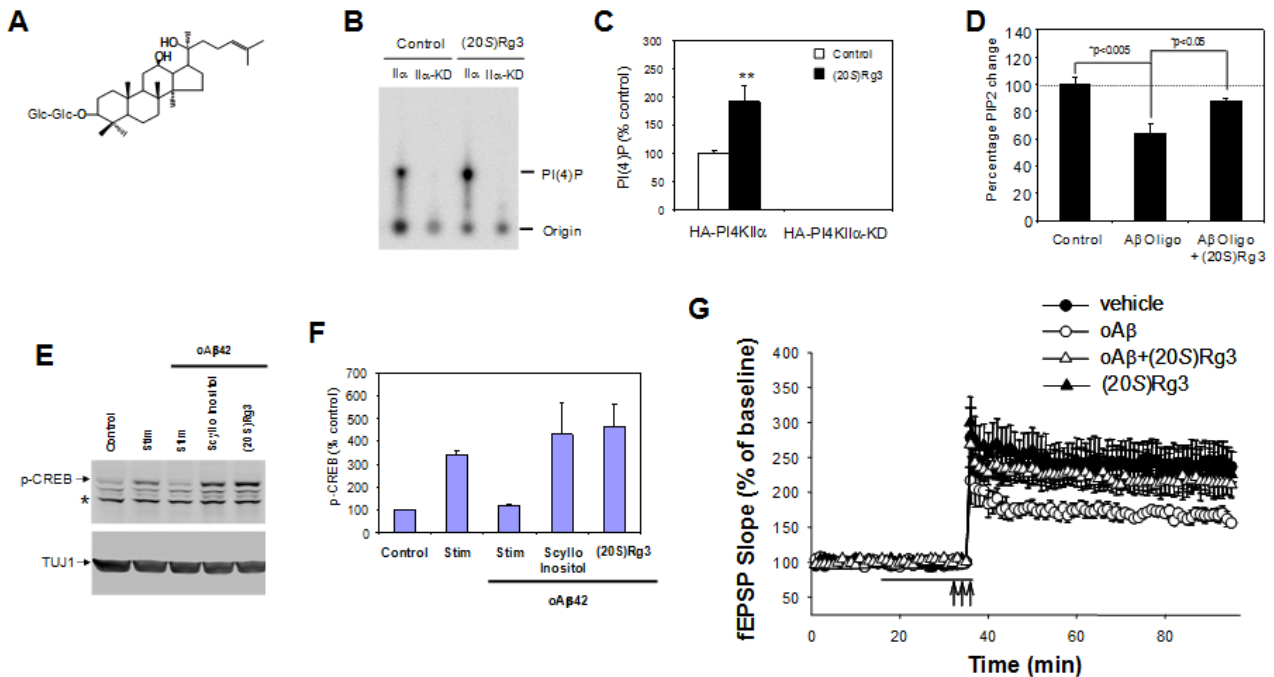 A
HO
OH
Glc-Glc-O
B
Control
(20S)Rg3
IIα
IIα-KD
IIα
IIα-KD
PI(4)P
Origin
C
PI(4)P (% control)
300
250
200
150
100
50
0
**
Control
(20S)Rg3
HA-PI4KIIα
HA-PI4KIIα-KD
D
Percentage PIP2 change
140
120
100
80
60
40
20
0
*p<0.005
*p<0.05
Control
Aβ Oligo
Aβ Oligo
+ (20S)Rg3
E
oAβ42
Control
Stim
Stim
Scyllo Inositol
(20S)Rg3
p-CREB
*
TUJ1
F
p-CREB (% control)
700
600
500
400
300
200
100
0
Control
Stim
Stim
Scyllo
Inositol
(20S)Rg3
oAβ42
G
vehicle
oAβ
oAβ+(20S)Rg3
(20S)Rg3
fEPSP Slope (% of baseline)
400
350
300
250
200
150
100
50
0
20
40
60
80
Time (min)